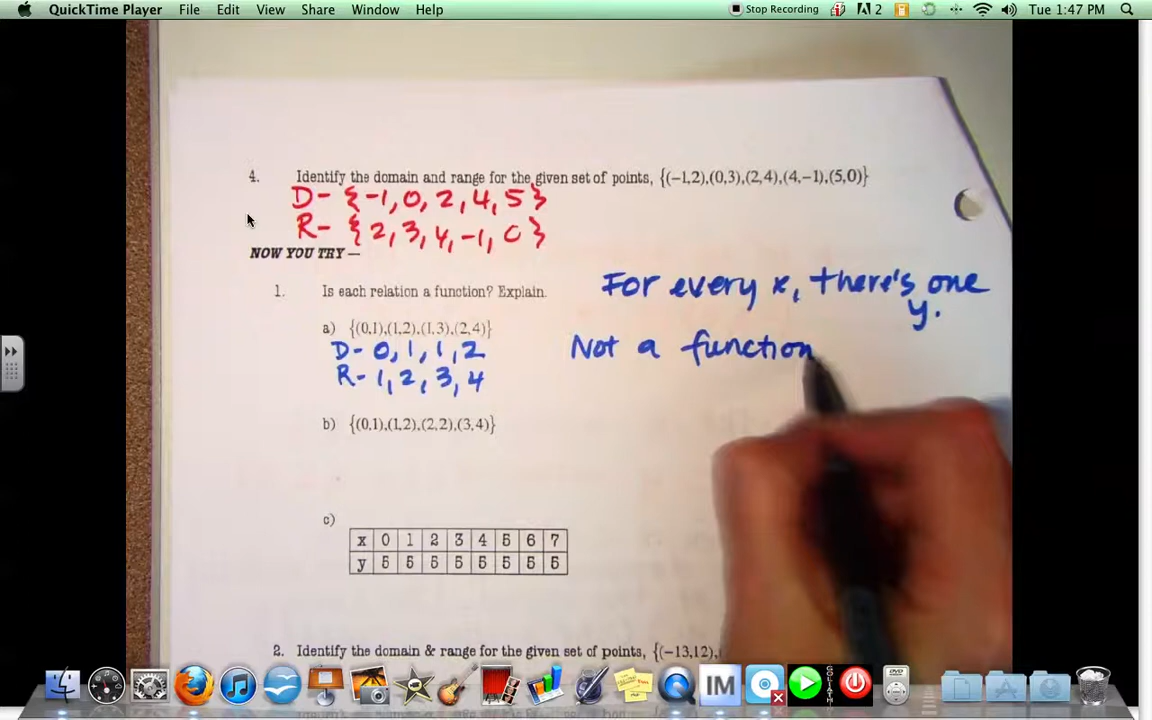 QuickTime Player File Edit View Share Window Help Stop Recording 2 Tue 1:47 PM
4. Identify the domain and range for the given set of points, {(−1,2),(0,3),(2,4),(4,−1),(5,0)}
D- {-1, 0, 2, 4, 5}
R- {2, 3, 4, -1, 0}
NOW YOU TRY —
1. Is each relation a function? Explain.
For every x, there's one
y.
a) {(0,1),(1,2),(1,3),(2,4)}
D- 0, 1, 1, 2
R- 1, 2, 3, 4
Not a function
b) {(0,1),(1,2),(2,2),(3,4)}
c)
x 0 1 2 3 4 5 6 7
y 5 5 5 5 5 5 5 5
2. Identify the domain & range for the given set of points, {(−13,12),
IM